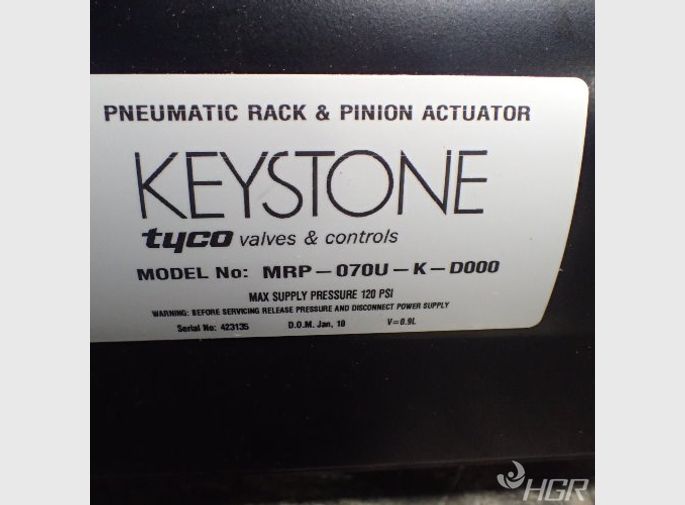 PNEUMATIC RACK & PINION ACTUATOR
KEYSTONE
tyco valves & controls
MODEL No: MRP-070U-K-D000
MAX SUPPLY PRESSURE 120 PSI
WARNING: BEFORE SERVICING RELEASE PRESSURE AND DISCONNECT POWER SUPPLY
Serial No: 423135 D.O.M. Jan, 10 V=0.9L
HGR